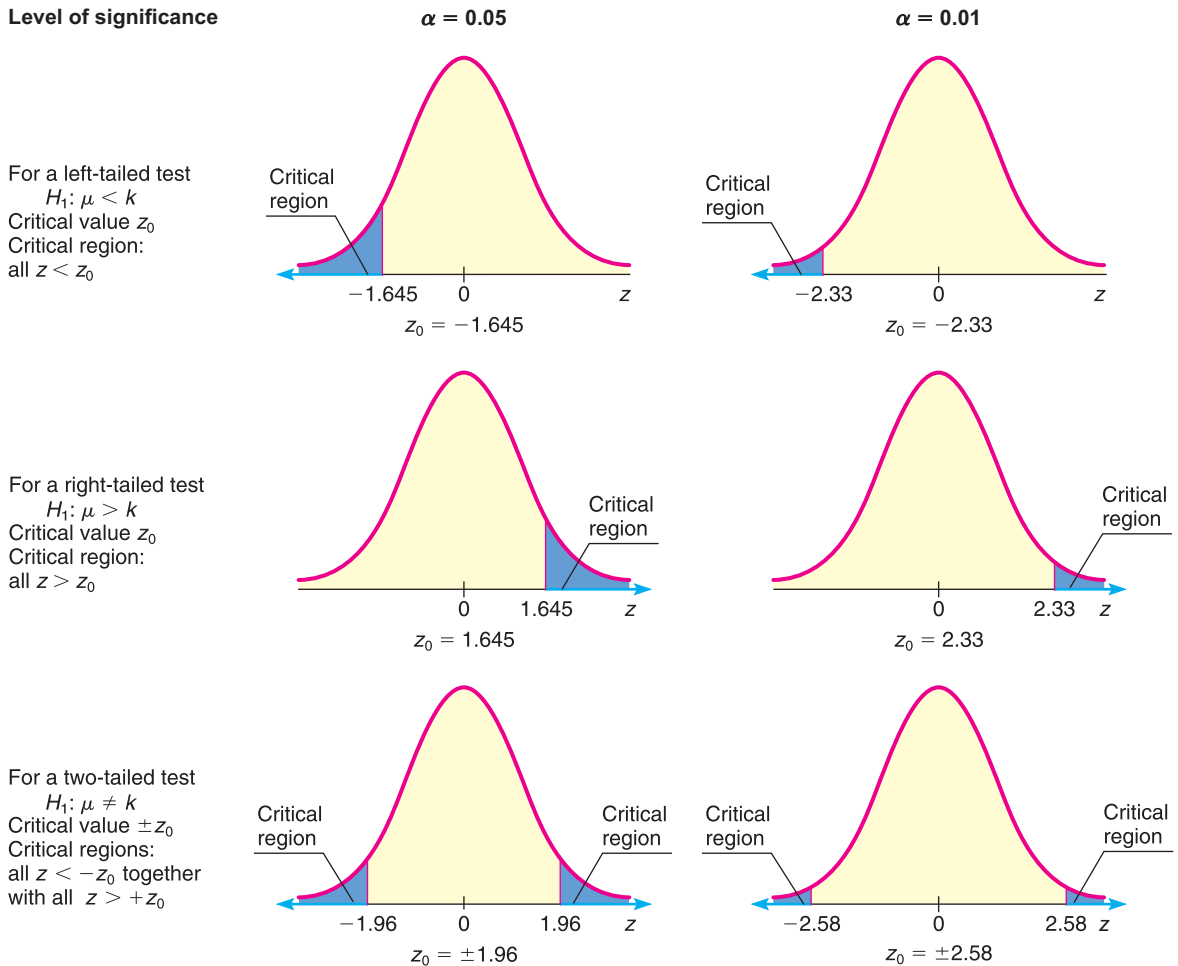 Level of significance
α = 0.05
α = 0.01
For a left-tailed test
H₁: μ < k
Critical value z₀
Critical region:
all z < z₀
Critical
region
−1.645
0
z
z₀ = −1.645
Critical
region
−2.33
0
z
z₀ = −2.33
For a right-tailed test
H₁: μ > k
Critical value z₀
Critical region:
all z > z₀
Critical
region
0
1.645
z
z₀ = 1.645
Critical
region
0
2.33
z
z₀ = 2.33
For a two-tailed test
H₁: μ ≠ k
Critical value ±z₀
Critical regions:
all z < −z₀ together
with all z > +z₀
Critical
region
Critical
region
−1.96
0
1.96
z
z₀ = ±1.96
Critical
region
Critical
region
−2.58
0
2.58
z
z₀ = ±2.58